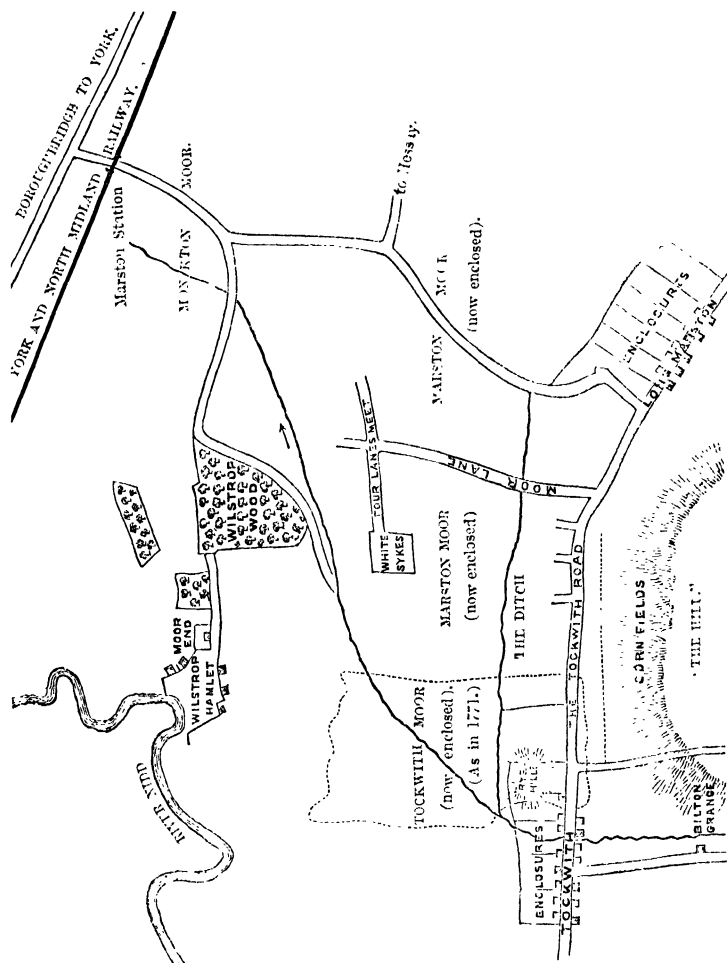 BOROUGHBRIDGE TO YORK.
YORK AND NORTH MIDLAND RAILWAY.
Marston Station
MONKTON MOOR.
MOOR END
WILSTROP HAMLET
WILSTROP WOOD
RIVER NIDD
FOUR LANES MEET
WHITE SYKES
MARSTON MOOR
(now enclosed).
MARSTON MOOR
(now enclosed)
MOOR LANE
TOCKWITH MOOR
(now enclosed).
(As in 1771.)
THE DITCH
ENCLOSURES
LONG MARSTON
RYE HILL
ENCLOSURES
TOCKWITH
THE TOCKWITH ROAD
CORN FIELDS
"THE HILL."
BILTON GRANGE